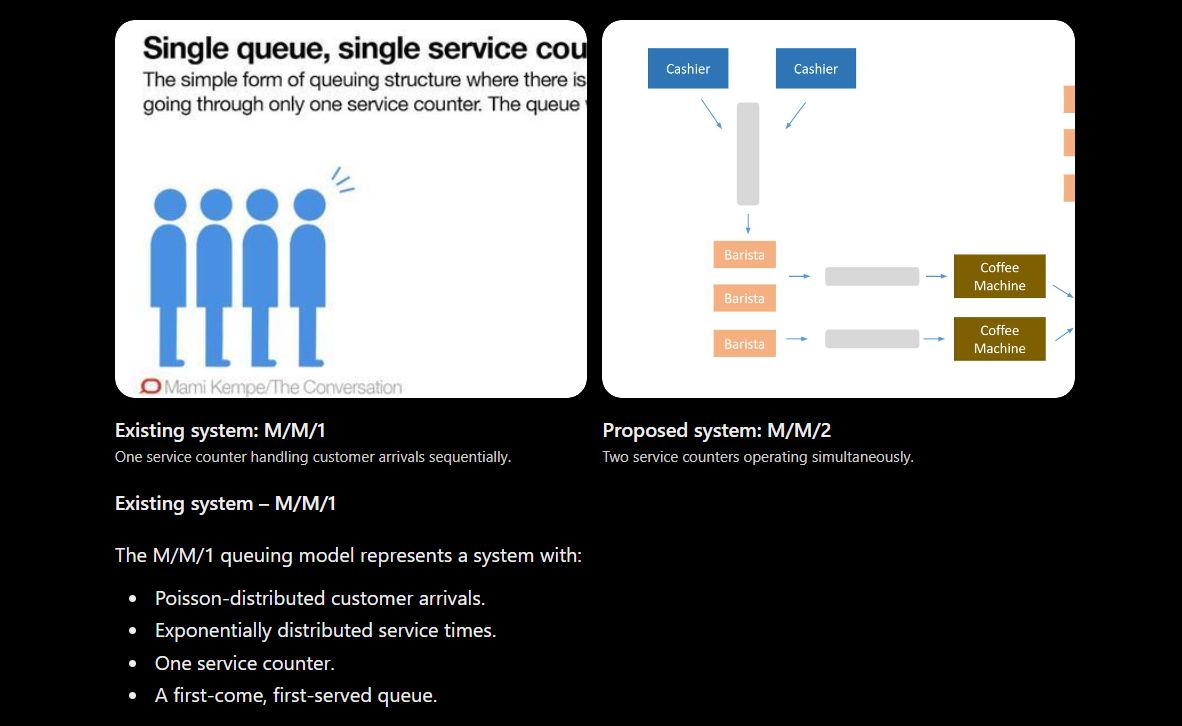 Single queue, single service cou
The simple form of queuing structure where there is
going through only one service counter. The queue
Mami Kempe/The Conversation
Cashier
Cashier
Barista
Barista
Barista
Coffee
Machine
Coffee
Machine
Existing system: M/M/1
One service counter handling customer arrivals sequentially.
Proposed system: M/M/2
Two service counters operating simultaneously.
Existing system – M/M/1
The M/M/1 queuing model represents a system with:
• Poisson-distributed customer arrivals.
• Exponentially distributed service times.
• One service counter.
• A first-come, first-served queue.